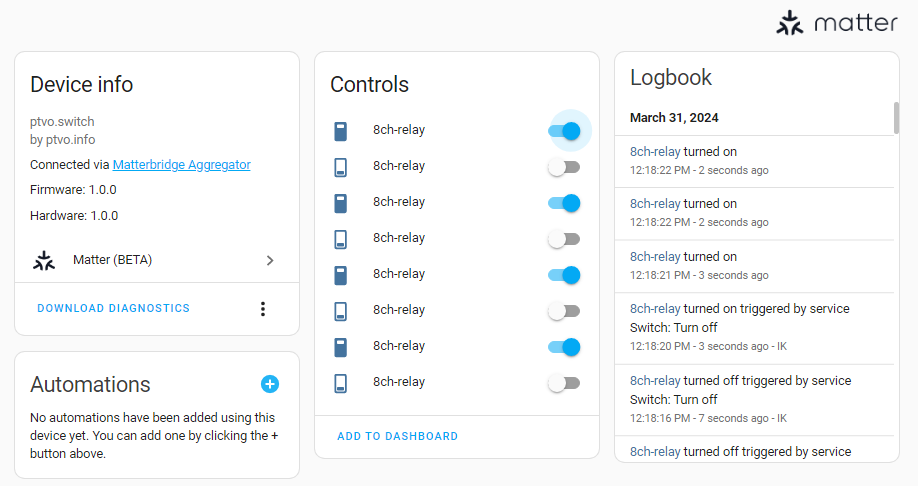 matter
Device info
ptvo.switch
by ptvo.info
Connected via Matterbridge Aggregator
Firmware: 1.0.0
Hardware: 1.0.0
Matter (BETA)
DOWNLOAD DIAGNOSTICS
Automations
No automations have been added using this
device yet. You can add one by clicking the +
button above.
Controls
8ch-relay
8ch-relay
8ch-relay
8ch-relay
8ch-relay
8ch-relay
8ch-relay
8ch-relay
ADD TO DASHBOARD
Logbook
March 31, 2024
8ch-relay turned on
12:18:22 PM - 2 seconds ago
8ch-relay turned on
12:18:22 PM - 2 seconds ago
8ch-relay turned on
12:18:21 PM - 3 seconds ago
8ch-relay turned on triggered by service
Switch: Turn off
12:18:20 PM - 3 seconds ago - IK
8ch-relay turned off triggered by service
Switch: Turn off
12:18:16 PM - 7 seconds ago - IK
8ch-relay turned off triggered by service